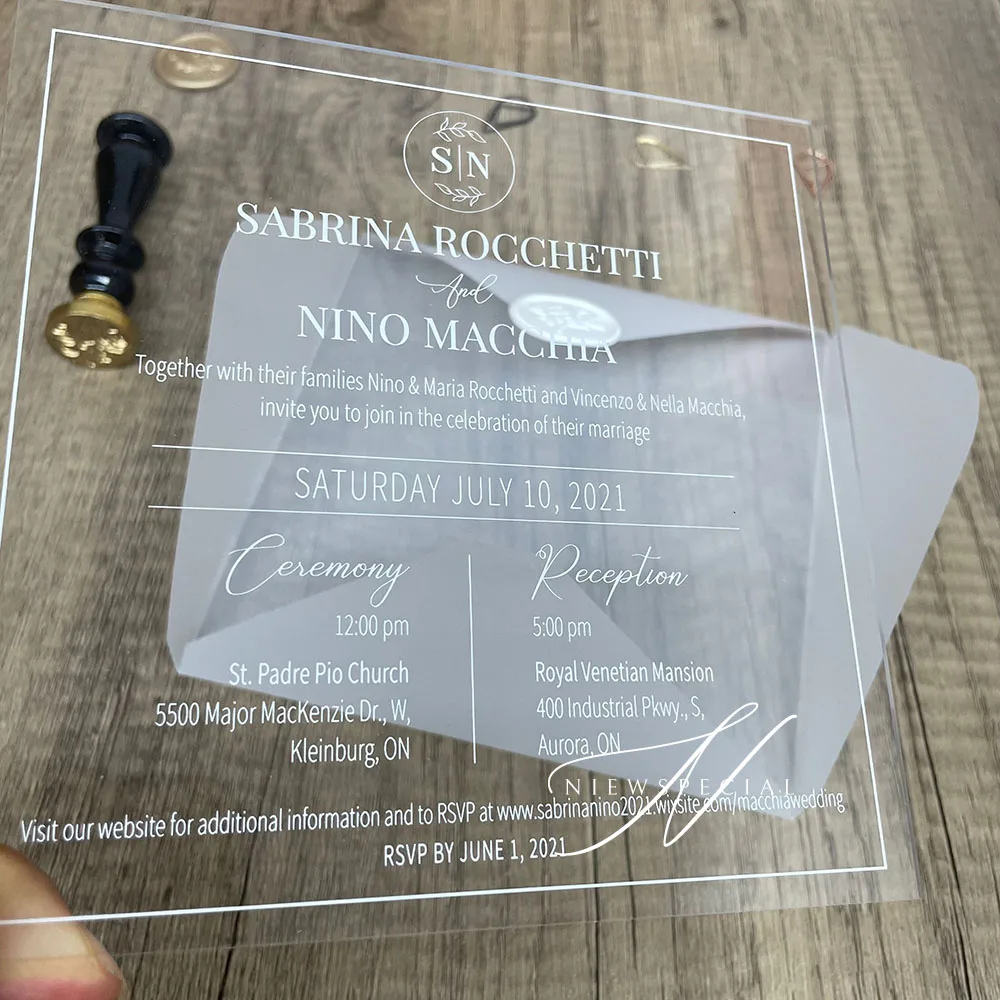 S|N
SABRINA ROCCHETTI
And
NINO MACCHIA
Together with their families Nino & Maria Rocchetti and Vincenzo & Nella Macchia,
invite you to join in the celebration of their marriage
SATURDAY JULY 10, 2021
Ceremony
12:00 pm
St. Padre Pio Church
5500 Major MacKenzie Dr., W,
Kleinburg, ON
Reception
5:00 pm
Royal Venetian Mansion
400 Industrial Pkwy., S,
Aurora, ON
N
NIEWSPECIAL
Visit our website for additional information and to RSVP at www.sabrinanino2021.wixsite.com/macchiawedding
RSVP BY JUNE 1, 2021